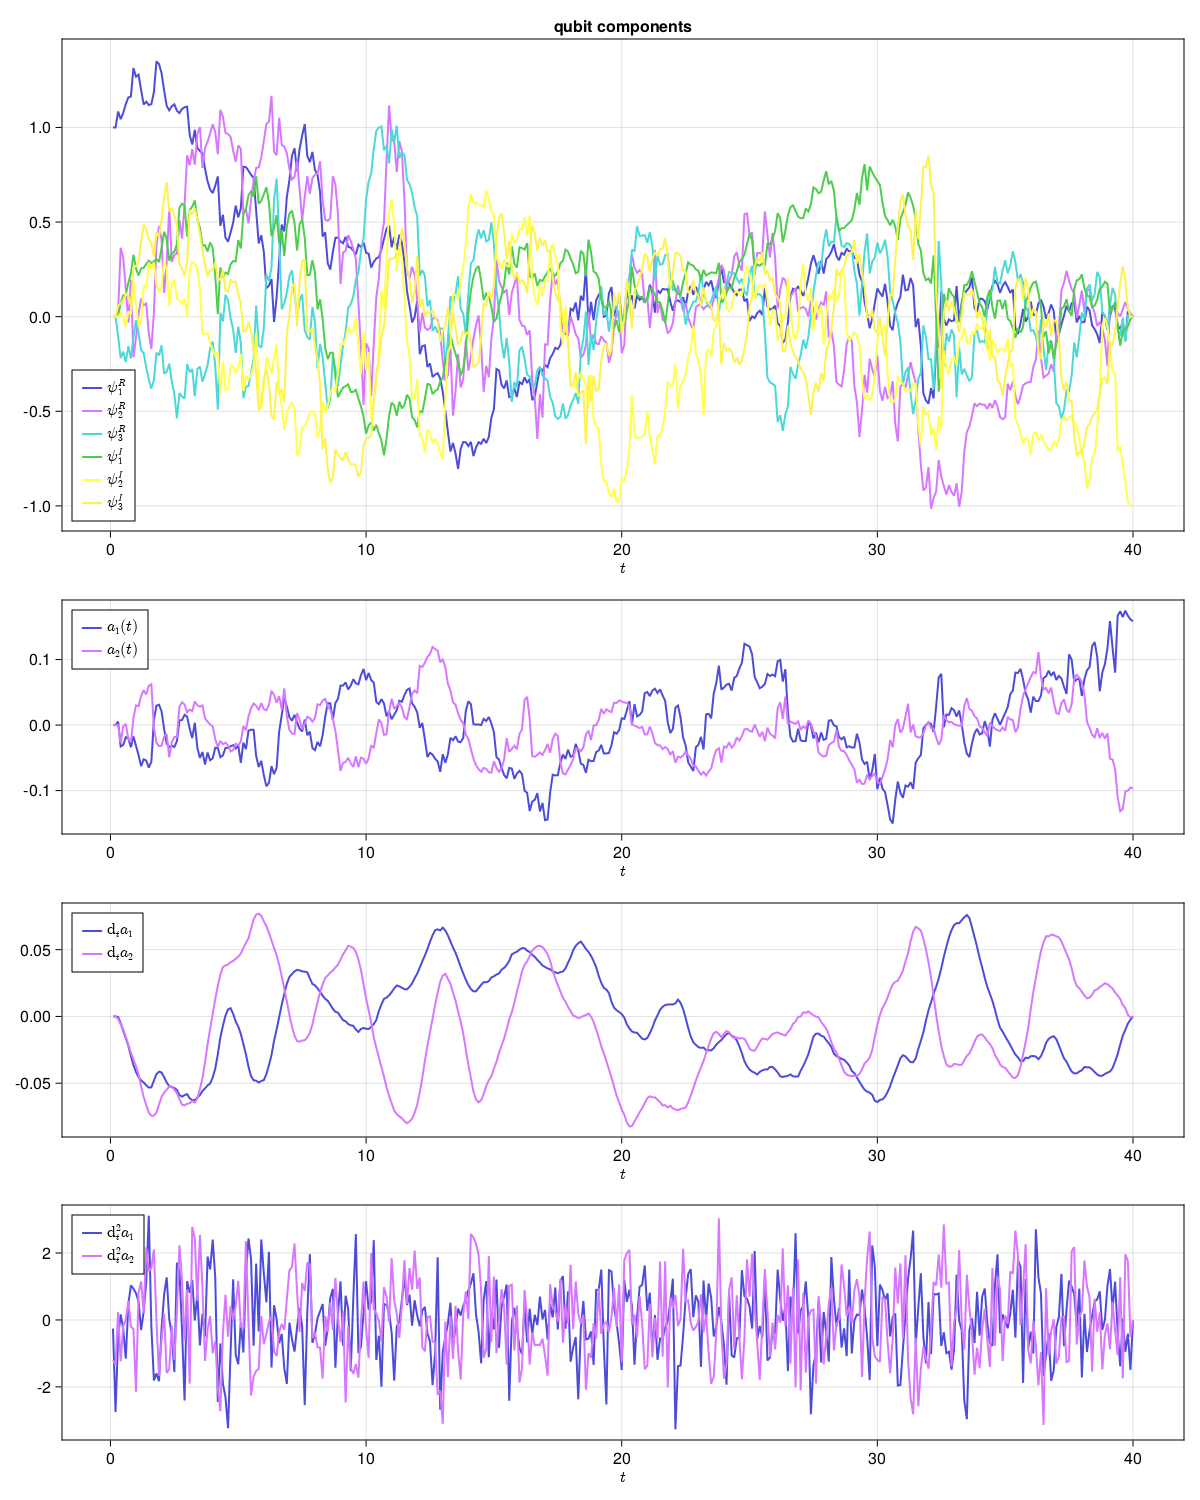 qubit components
1.0
0.5
0.0
-0.5
-1.0
ψ₁ᴿ
ψ₂ᴿ
ψ₃ᴿ
ψ₁ᴵ
ψ₂ᴵ
ψ₃ᴵ
0 10 20 30 40
t
0.1
0.0
-0.1
a₁(t)
a₂(t)
0 10 20 30 40
t
0.05
0.00
-0.05
dₜa₁
dₜa₂
0 10 20 30 40
t
2
0
-2
dₜ²a₁
dₜ²a₂
0 10 20 30 40
t